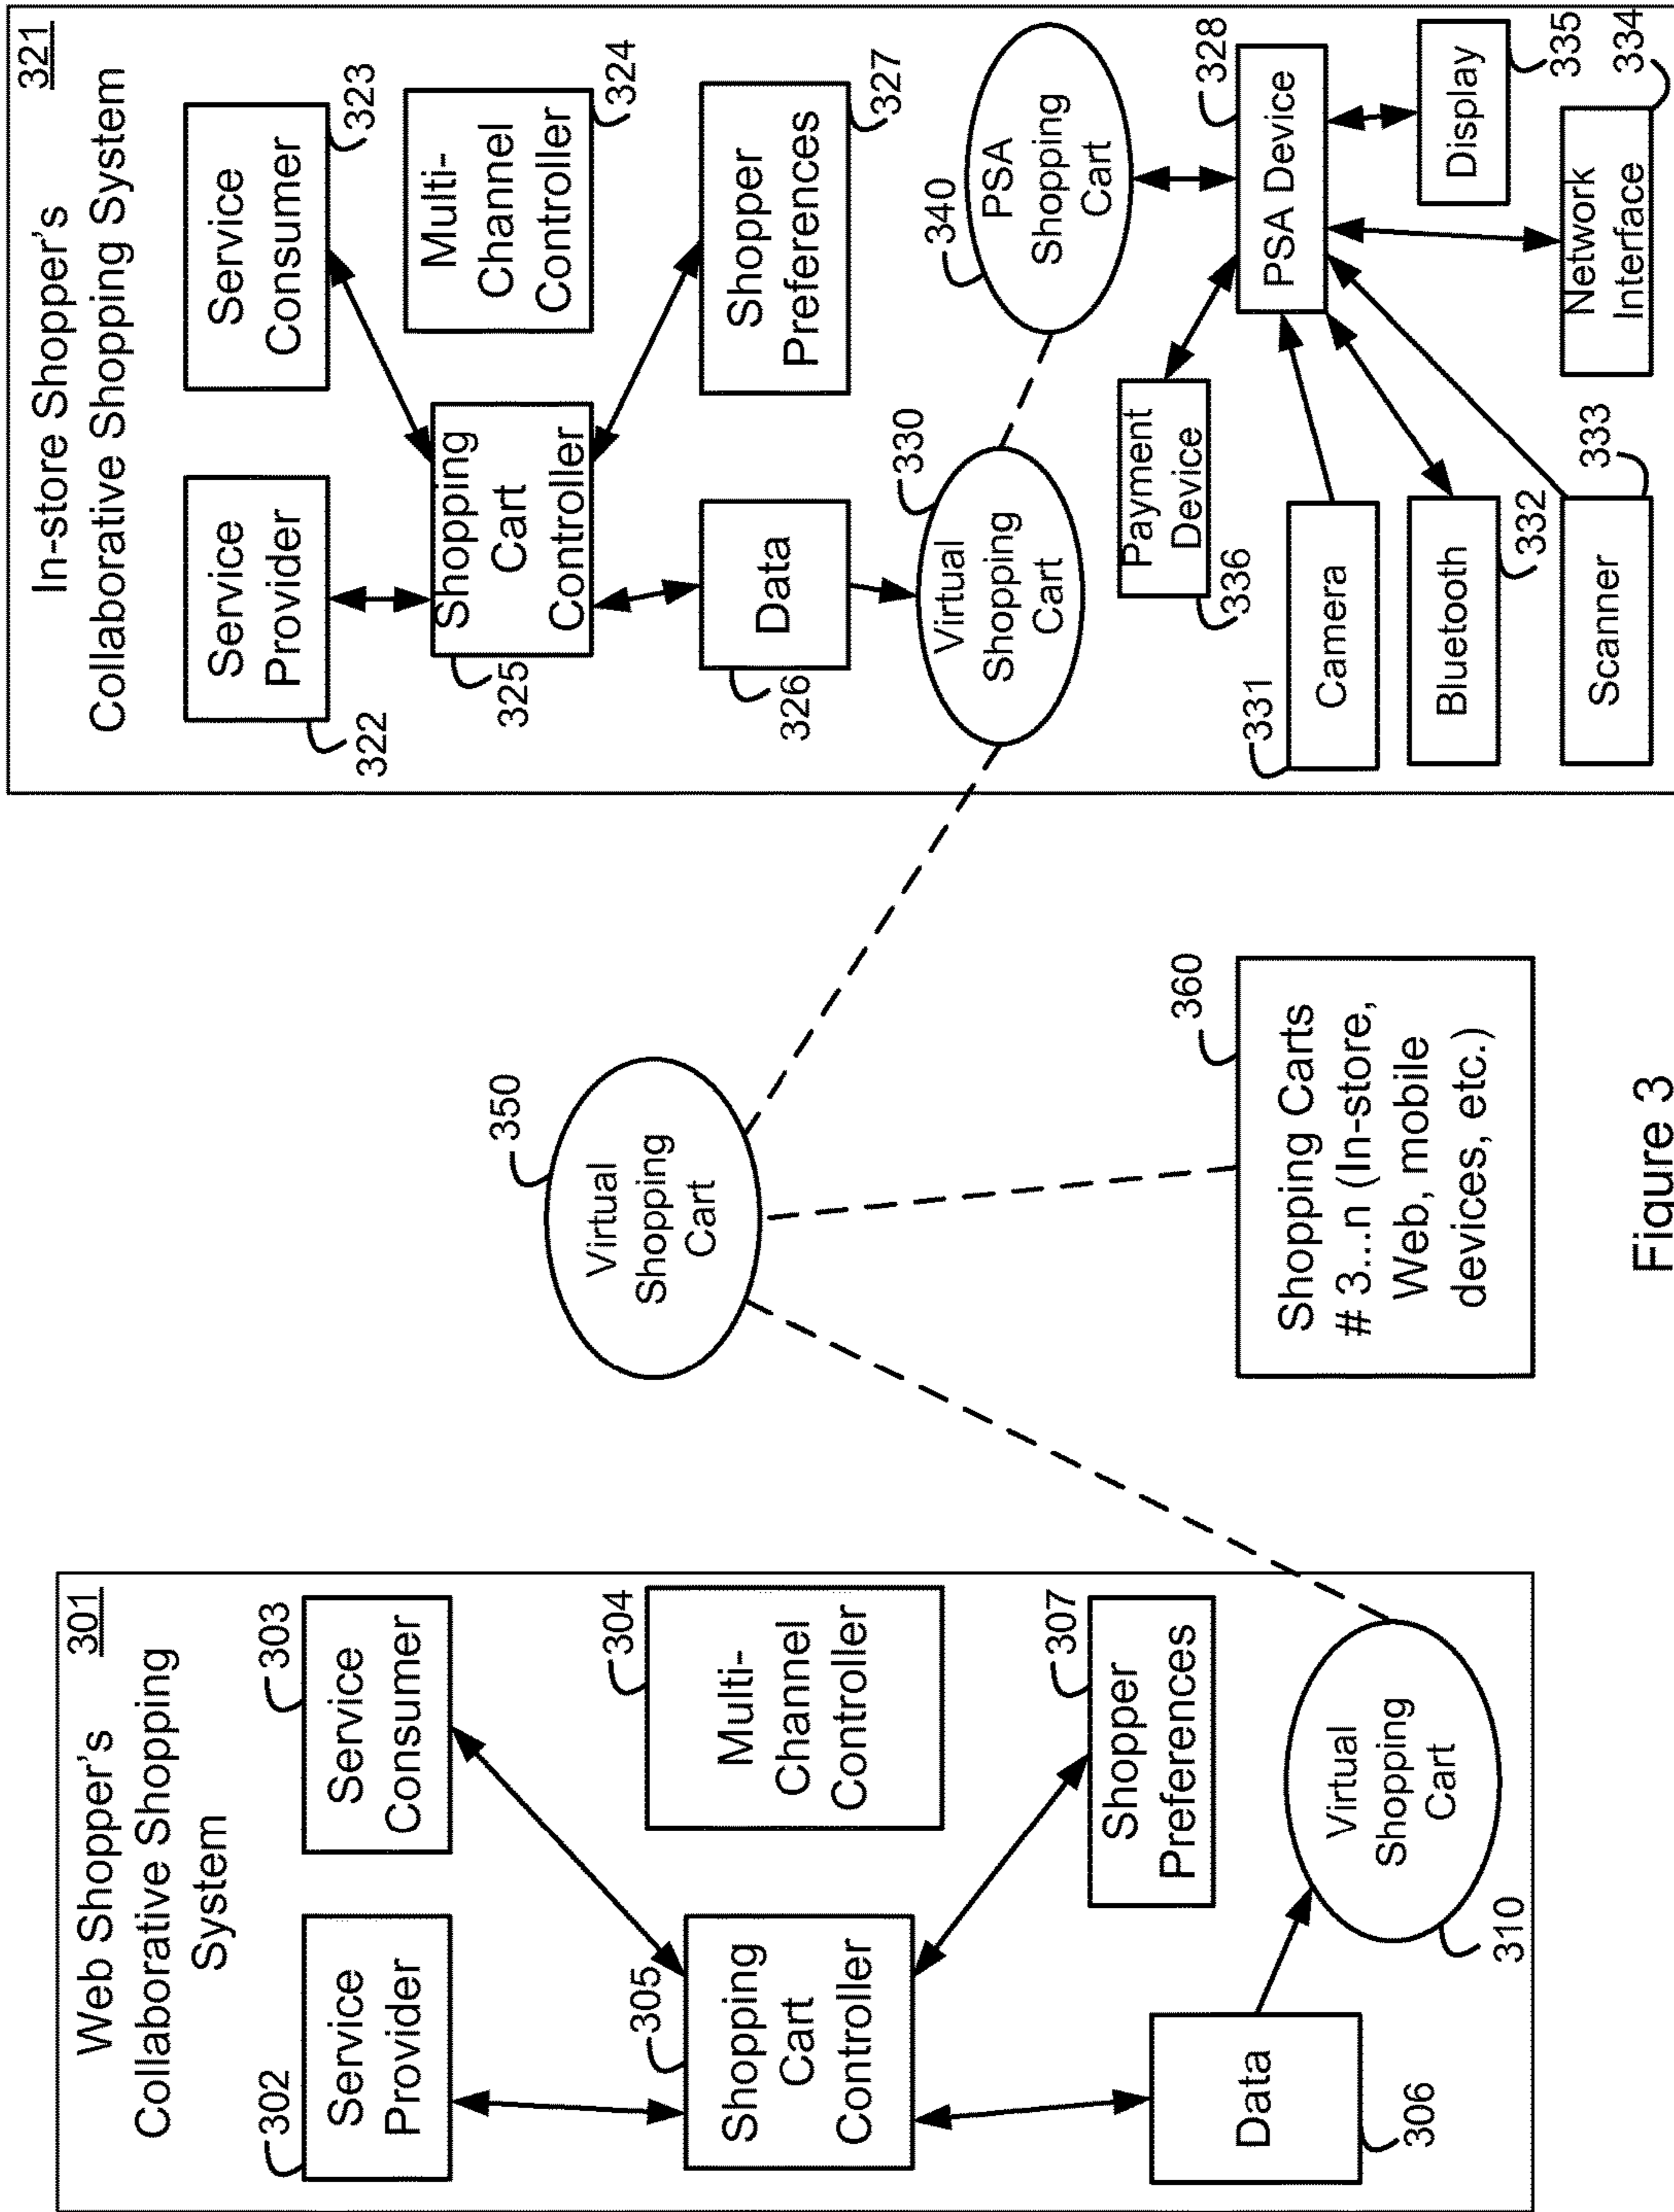 Web Shopper's
Collaborative Shopping
System
301
302
Service
Provider
303
Service
Consumer
304
Multi-
Channel
Controller
305
Shopping
Cart
Controller
307
Shopper
Preferences
Data
306
Virtual
Shopping
Cart
310
350
Virtual
Shopping
Cart
360
Shopping Carts
# 3...n (In-store,
Web, mobile
devices, etc.)
In-store Shopper's
Collaborative Shopping System
321
Service
Provider
322
Service
Consumer
323
Multi-
Channel
Controller
324
Shopping
Cart
Controller
325
Shopper
Preferences
327
Data
326
Virtual
Shopping
Cart
330
340
PSA
Shopping
Cart
Payment
Device
336
PSA Device
328
331
Camera
Bluetooth
332
Scanner
333
Display
335
Network
Interface
334
Figure 3